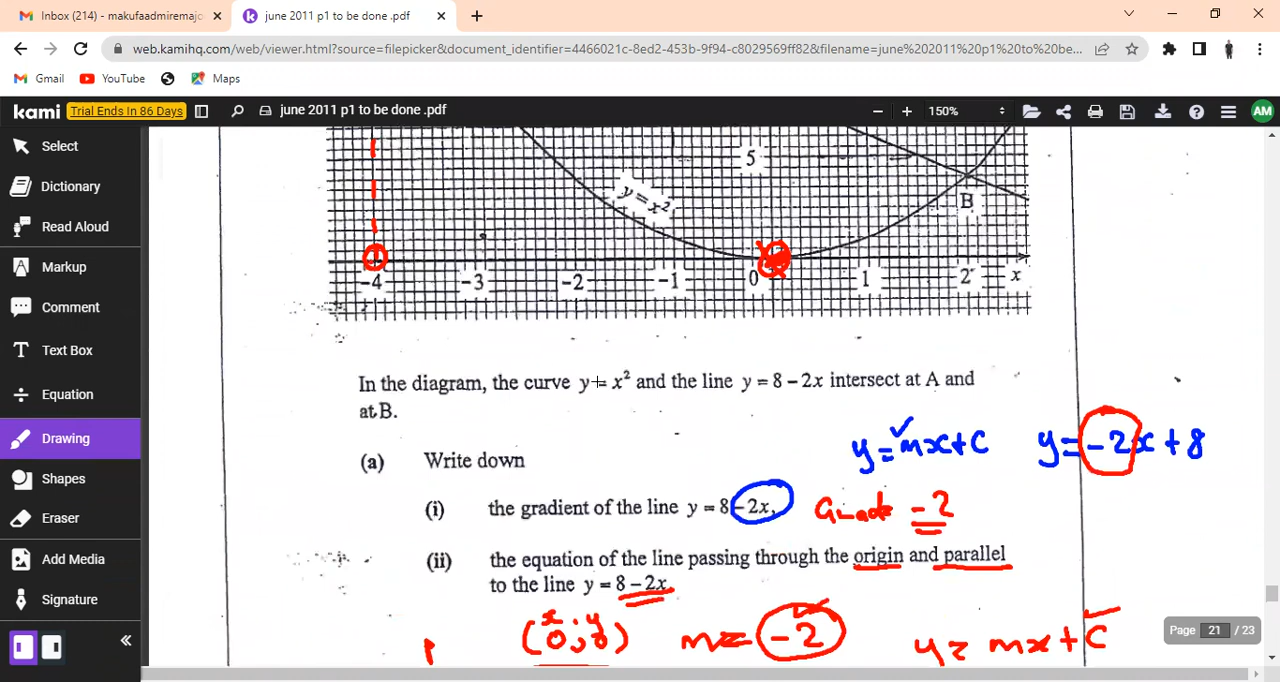 Inbox (214) - makufaadmiremajo
june 2011 p1 to be done .pdf
web.kamihq.com/web/viewer.html?source=filepicker&document_identifier=4466021c-8ed2-453b-9f94-c8029569ff82&filename=june%202011%20p1%20to%20be...
Gmail YouTube Maps
kami Trial Ends In 86 Days june 2011 p1 to be done .pdf 150% AM
Select
Dictionary
Read Aloud
Markup
Comment
Text Box
Equation
Drawing
Shapes
Eraser
Add Media
Signature
5
y = x²
B
-4 -3 -2 -1 0 1 2 x
In the diagram, the curve y = x² and the line y = 8 – 2x intersect at A and
at B.
y = mx + c y = -2x + 8
(a) Write down
(i) the gradient of the line y = 8 – 2x, -2
(ii) the equation of the line passing through the origin and parallel
to the line y = 8 – 2x.
x y
(0 ; 0) m = -2 y = mx + c
Page 21 / 23